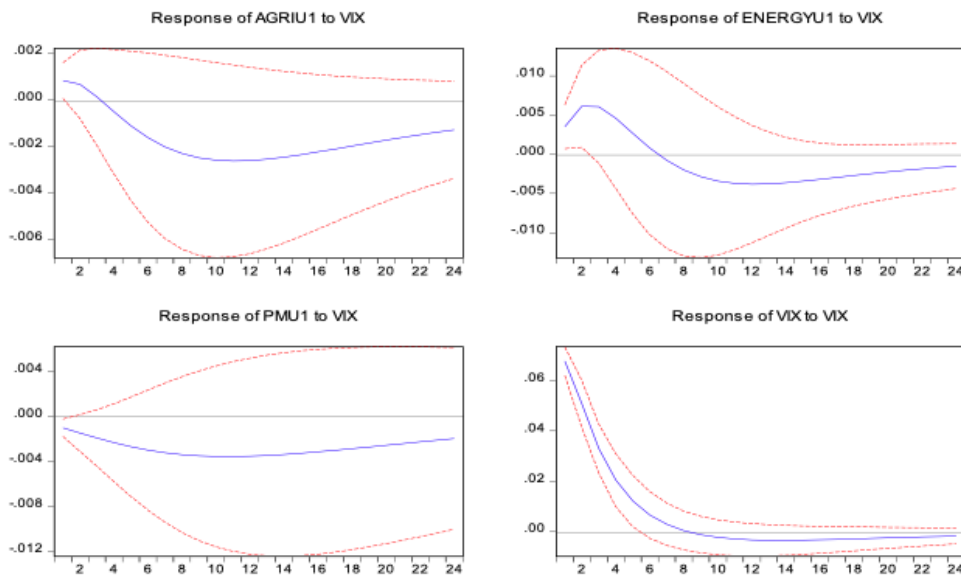 Response of AGRIU1 to VIX
.002
.000
-.002
-.004
-.006
2 4 6 8 10 12 14 16 18 20 22 24
Response of ENERGYU1 to VIX
.010
.005
.000
-.005
-.010
2 4 6 8 10 12 14 16 18 20 22 24
Response of PMU1 to VIX
.004
.000
-.004
-.008
-.012
2 4 6 8 10 12 14 16 18 20 22 24
Response of VIX to VIX
.06
.04
.02
.00
2 4 6 8 10 12 14 16 18 20 22 24